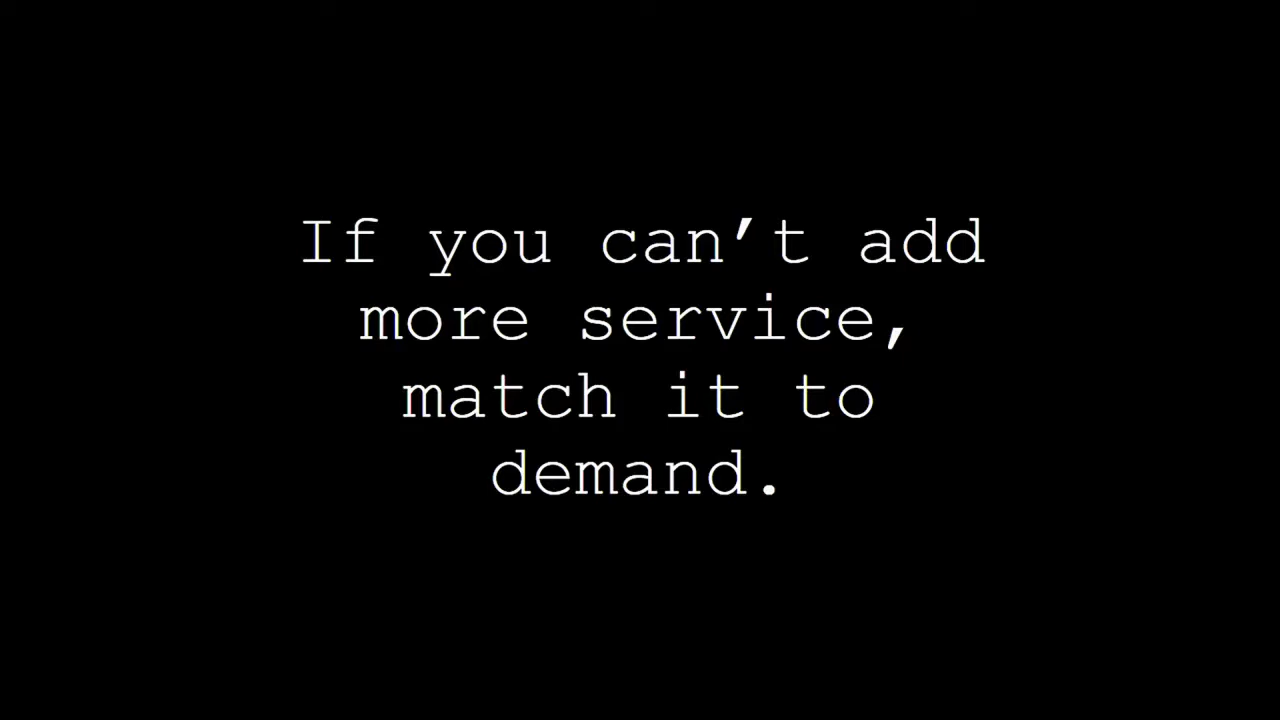 If you can’t add
more service,
match it to
demand.